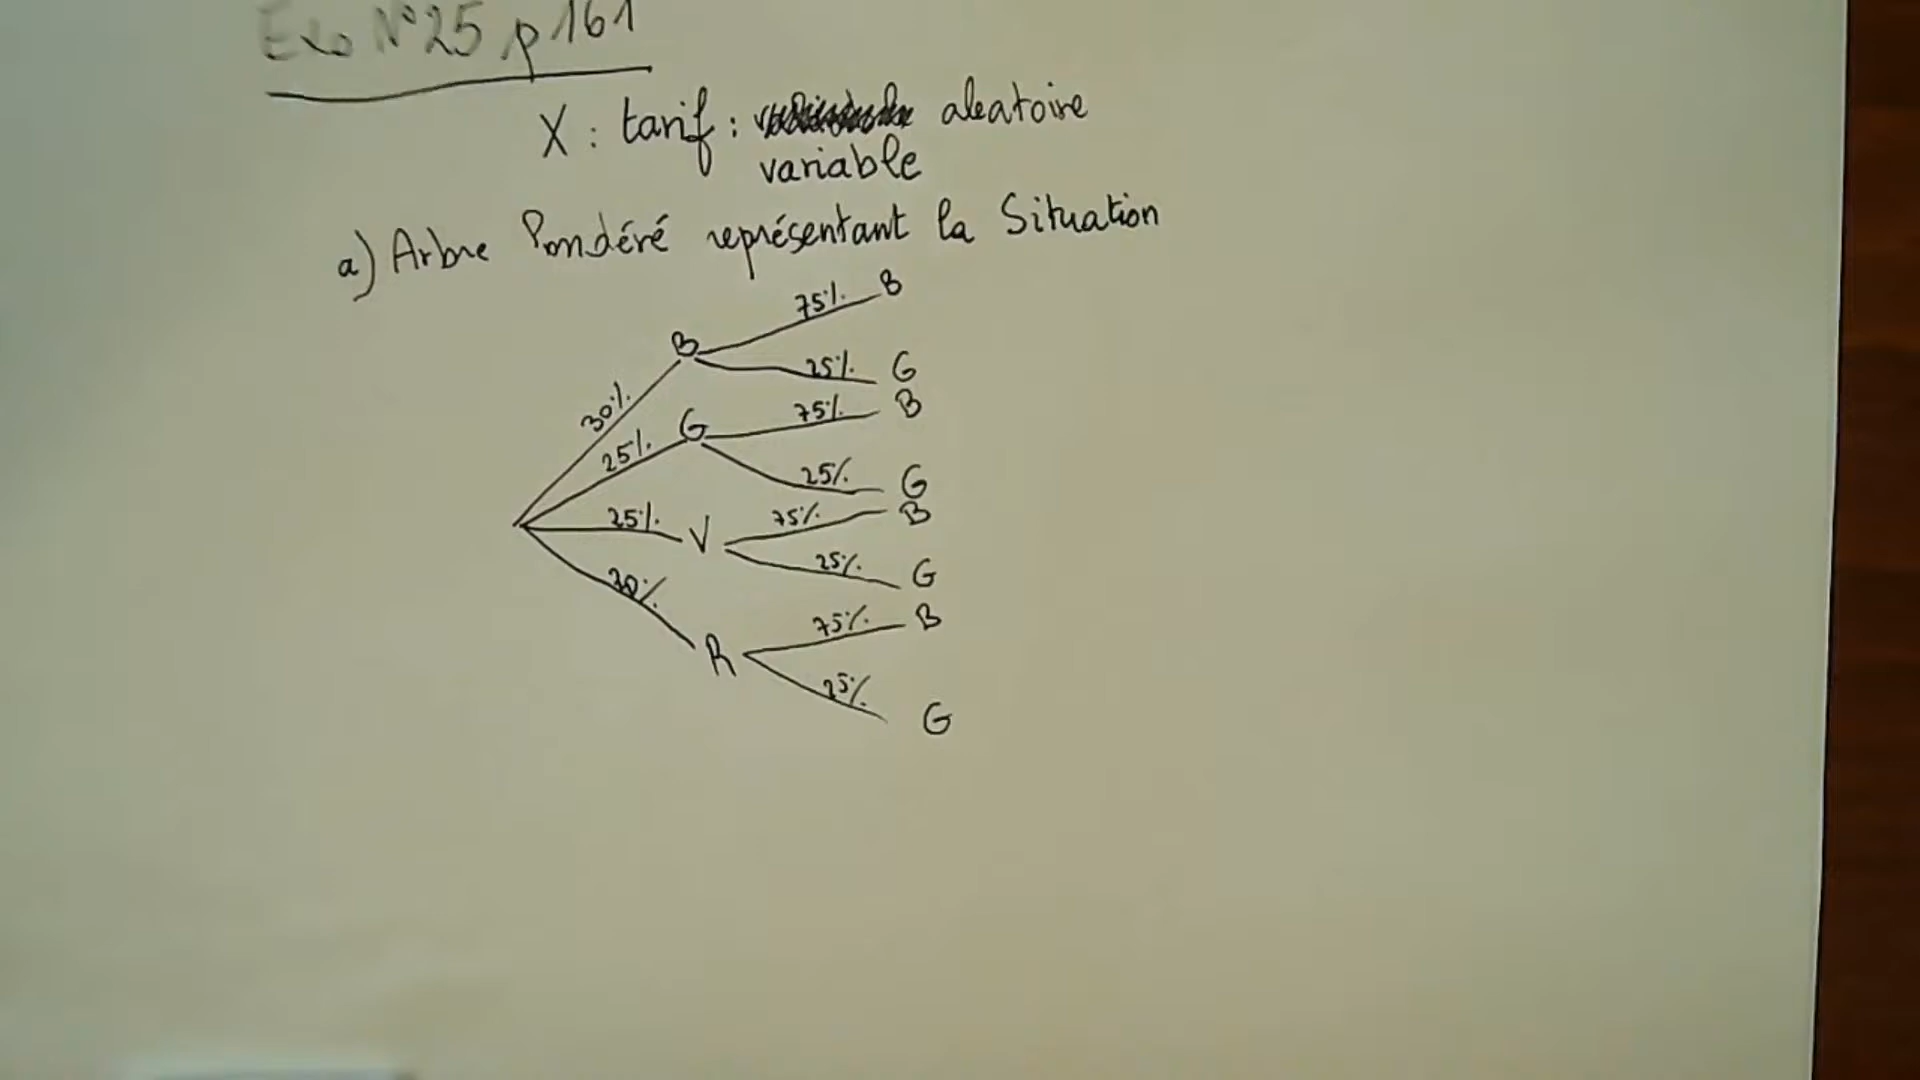 Exo N°25 p 161
X : tarif : aleatoire
variable
a) Arbre Pondéré représentant la Situation
75% B
B
30% 25% G
75% B
25% G
25% G
25% V 75% B
25% G
30%
75% B
R
25% G